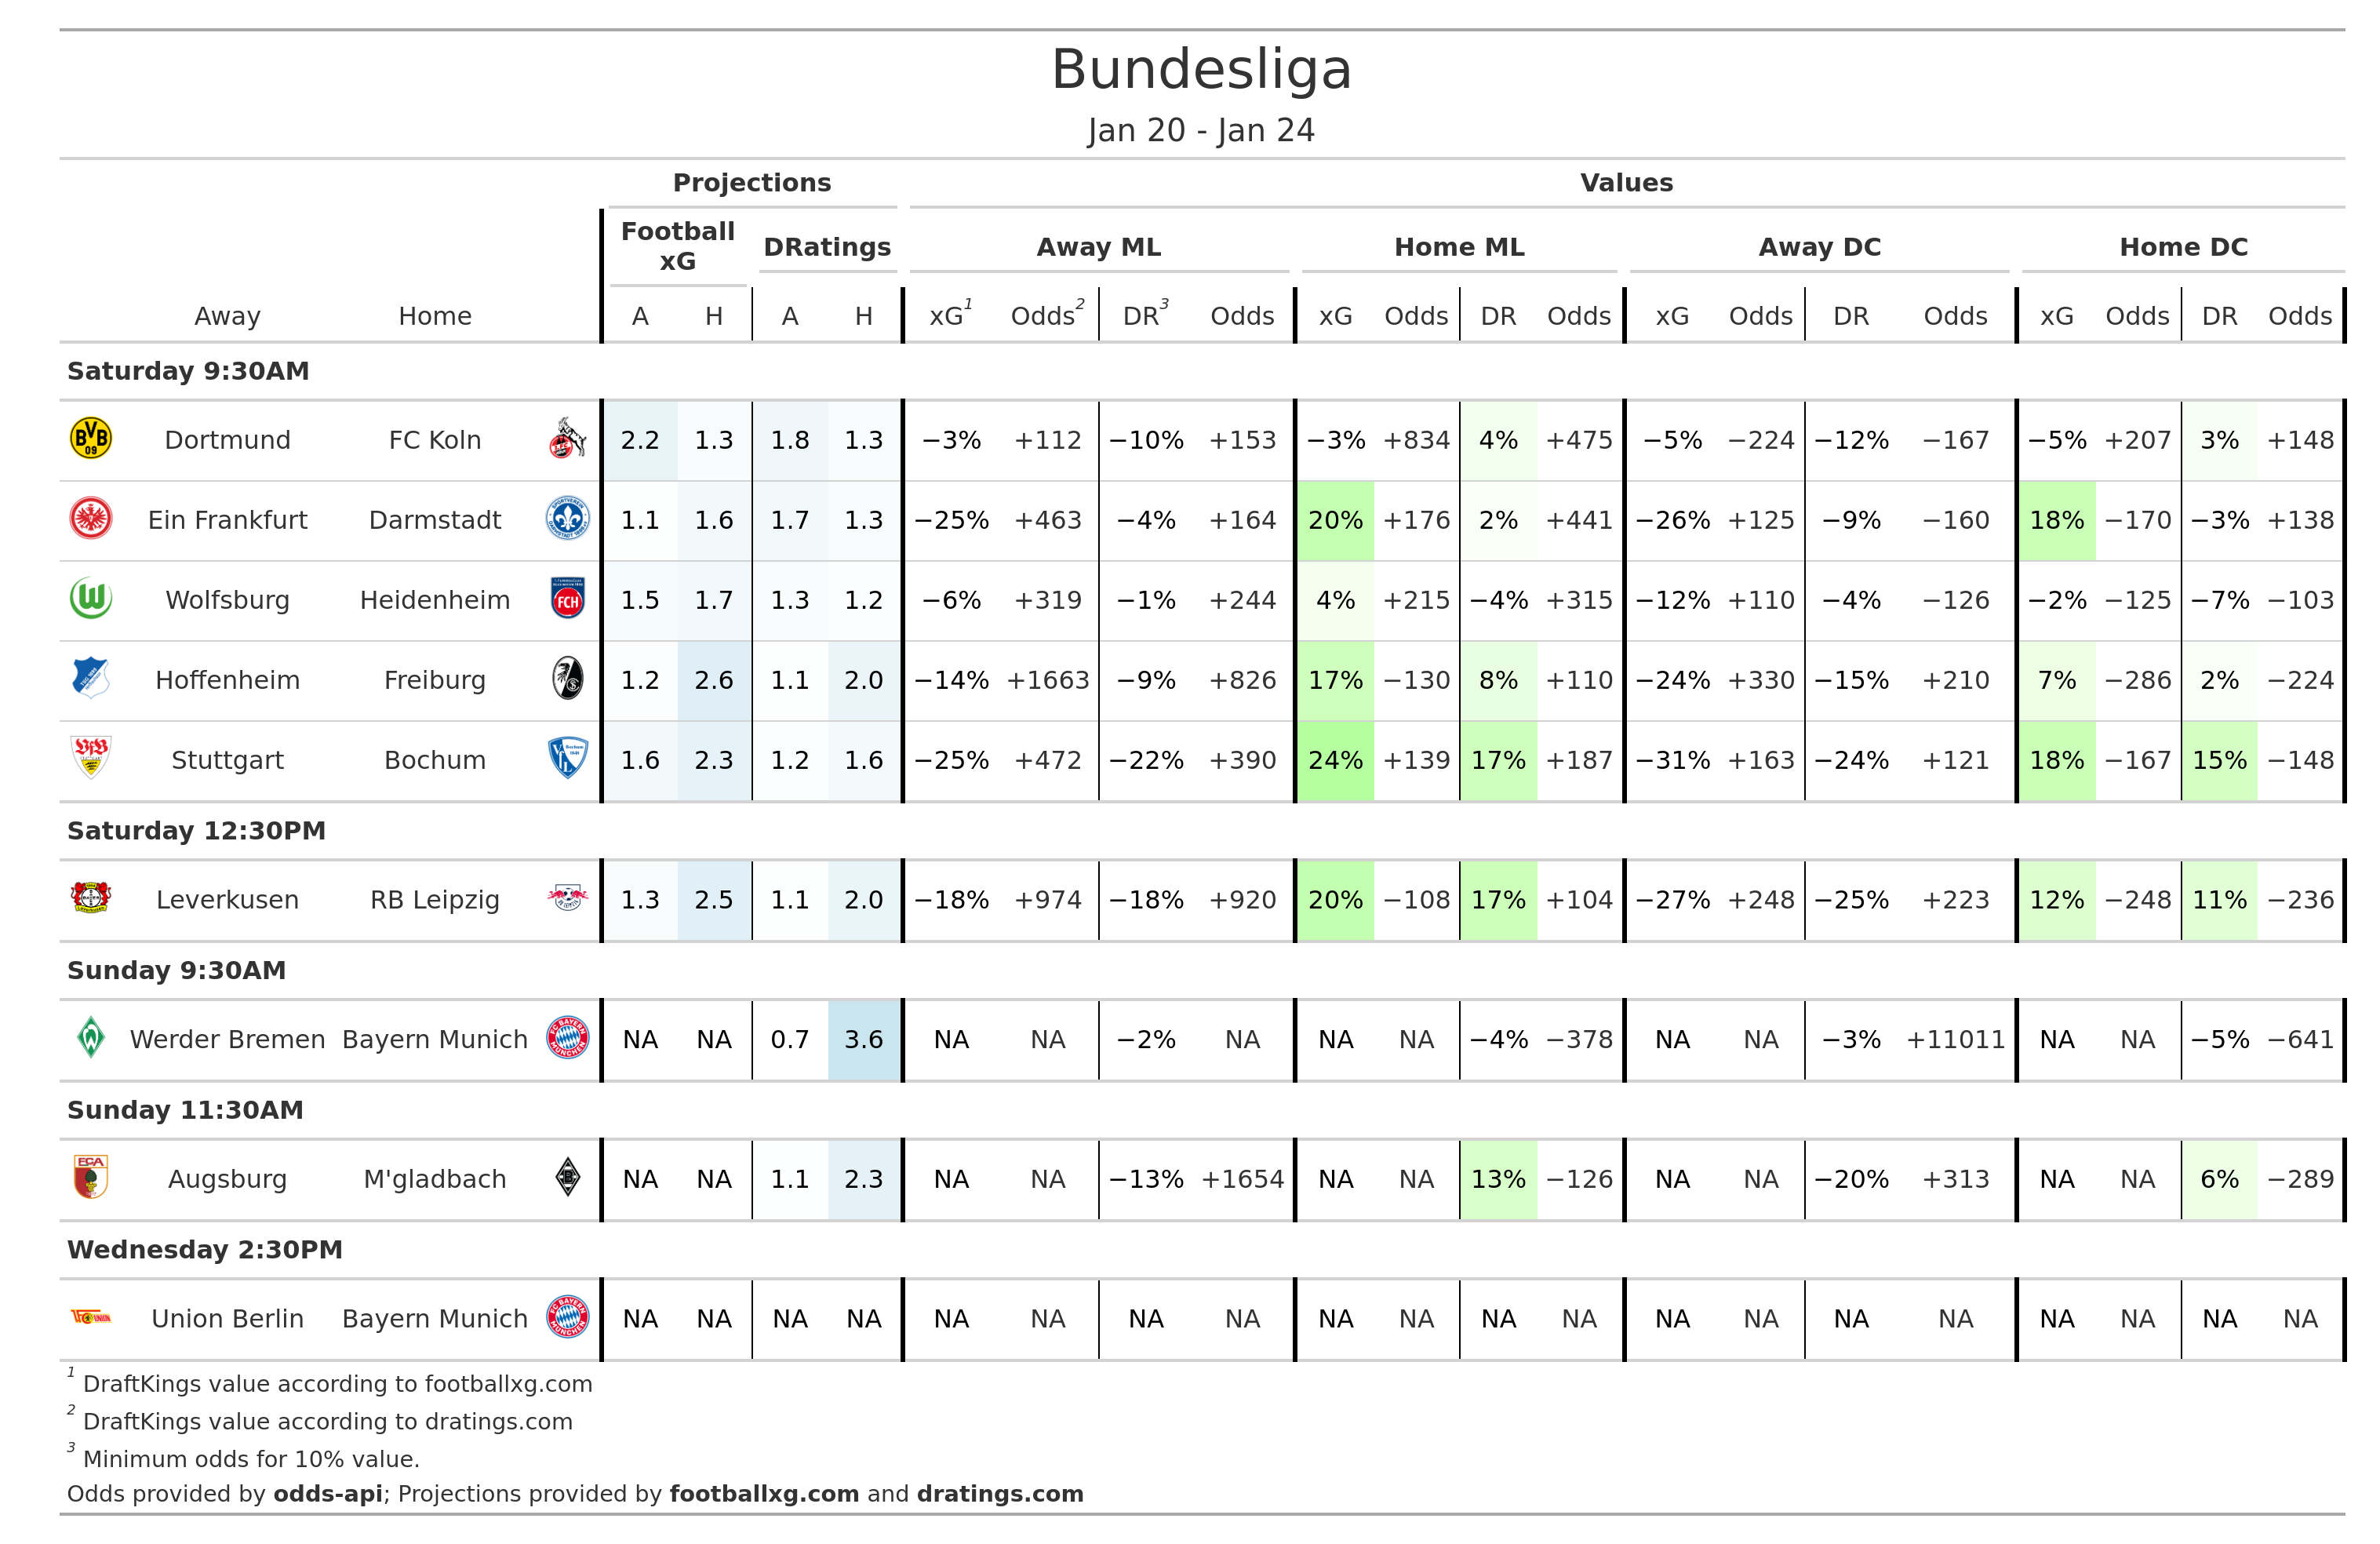 Bundesliga
Jan 20 - Jan 24
Projections Values
Football xG DRatings Away ML Home ML Away DC Home DC
Away Home A H A H xG1 Odds2 DR3 Odds xG Odds DR Odds xG Odds DR Odds xG Odds DR Odds
Saturday 9:30AM
Dortmund FC Koln 2.2 1.3 1.8 1.3 −3% +112 −10% +153 −3% +834 4% +475 −5% −224 −12% −167 −5% +207 3% +148
Ein Frankfurt Darmstadt 1.1 1.6 1.7 1.3 −25% +463 −4% +164 20% +176 2% +441 −26% +125 −9% −160 18% −170 −3% +138
Wolfsburg Heidenheim 1.5 1.7 1.3 1.2 −6% +319 −1% +244 4% +215 −4% +315 −12% +110 −4% −126 −2% −125 −7% −103
Hoffenheim Freiburg 1.2 2.6 1.1 2.0 −14% +1663 −9% +826 17% −130 8% +110 −24% +330 −15% +210 7% −286 2% −224
Stuttgart Bochum 1.6 2.3 1.2 1.6 −25% +472 −22% +390 24% +139 17% +187 −31% +163 −24% +121 18% −167 15% −148
Saturday 12:30PM
Leverkusen RB Leipzig 1.3 2.5 1.1 2.0 −18% +974 −18% +920 20% −108 17% +104 −27% +248 −25% +223 12% −248 11% −236
Sunday 9:30AM
Werder Bremen Bayern Munich NA NA 0.7 3.6 NA NA −2% NA NA NA −4% −378 NA NA −3% +11011 NA NA −5% −641
Sunday 11:30AM
Augsburg M'gladbach NA NA 1.1 2.3 NA NA −13% +1654 NA NA 13% −126 NA NA −20% +313 NA NA 6% −289
Wednesday 2:30PM
Union Berlin Bayern Munich NA NA NA NA NA NA NA NA NA NA NA NA NA NA NA NA NA NA NA NA
1 DraftKings value according to footballxg.com
2 DraftKings value according to dratings.com
3 Minimum odds for 10% value.
Odds provided by odds-api; Projections provided by footballxg.com and dratings.com